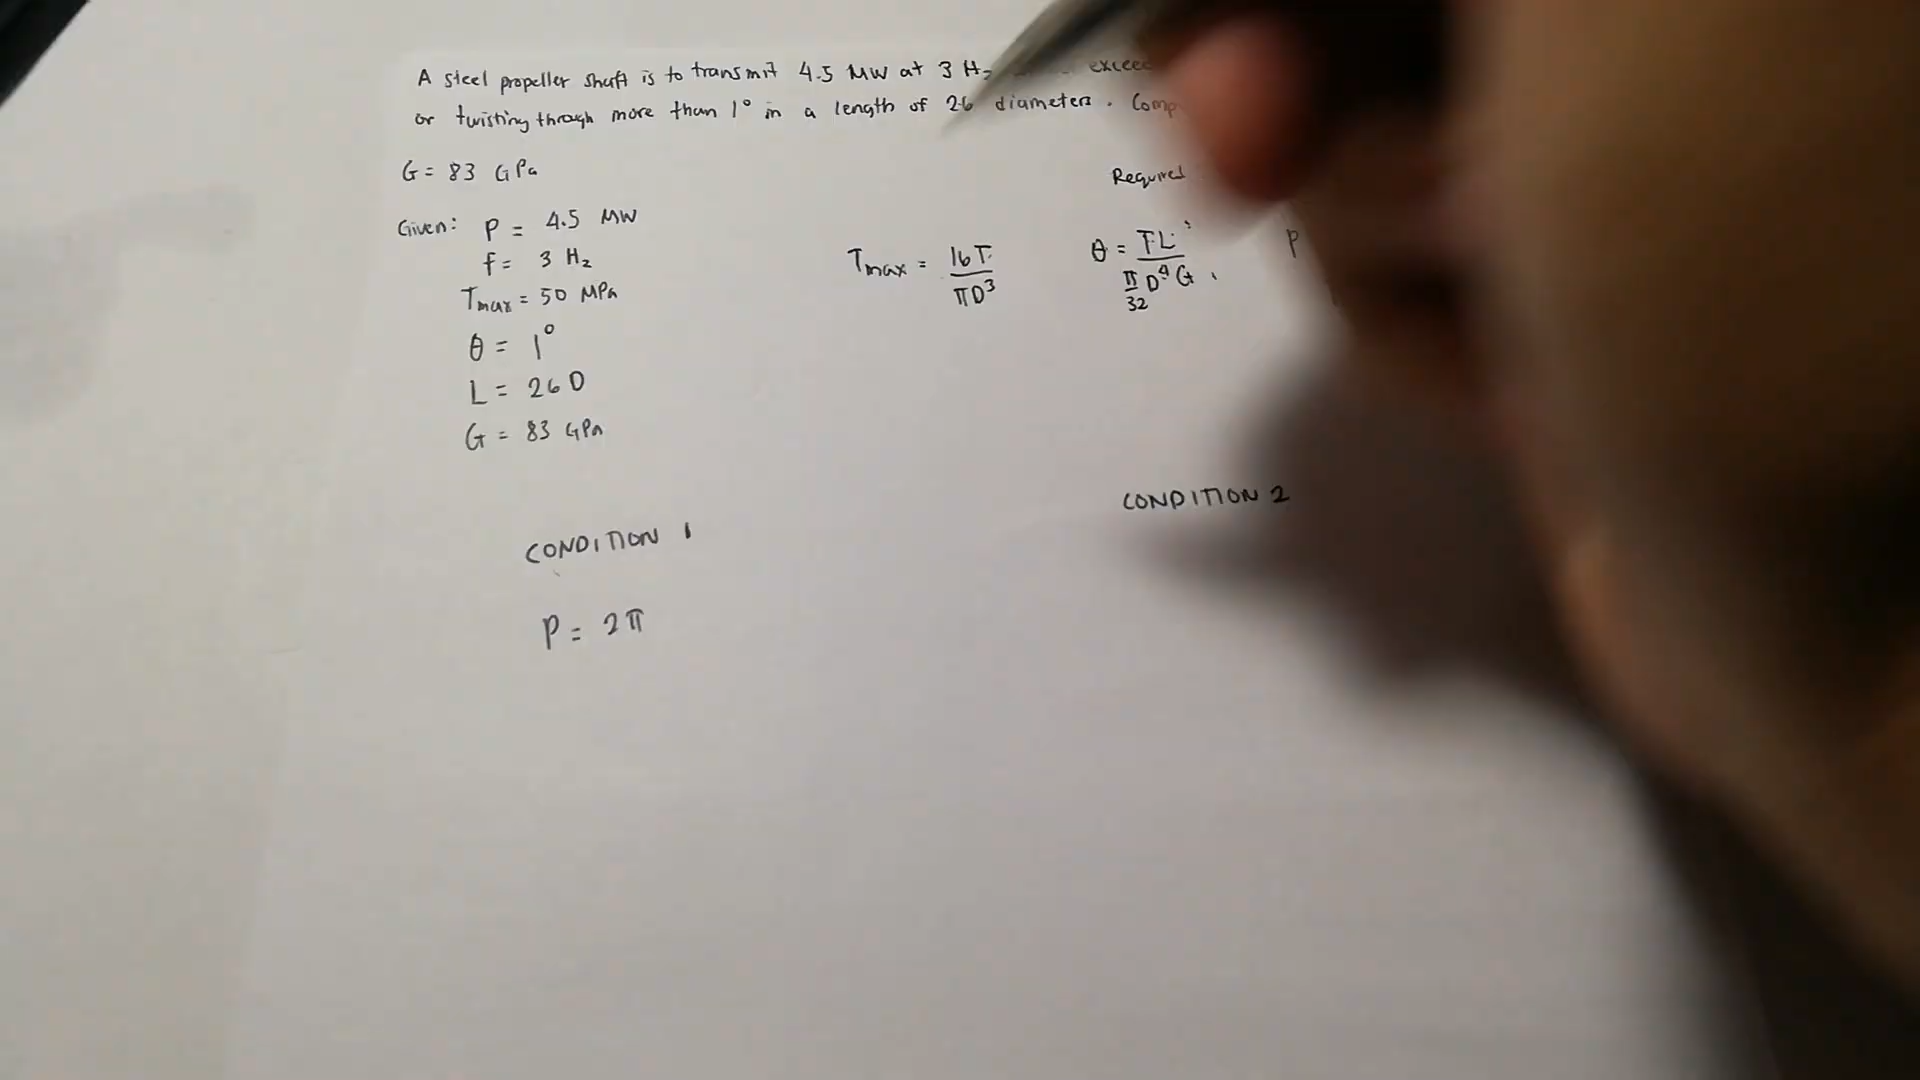 A steel propeller shaft is to transmit 4.5 MW at 3 Hz
or twisting through more than 1° in a length of 26 diameters.
G = 83 GPa
Required
Given: P = 4.5 MW
f = 3 Hz
Tmax = 50 MPa
θ = 1°
L = 26 D
G = 83 GPa
Tmax = 16T / πD³
θ = TL / π/32 D⁴ G
P
CONDITION 1
CONDITION 2
P = 2π